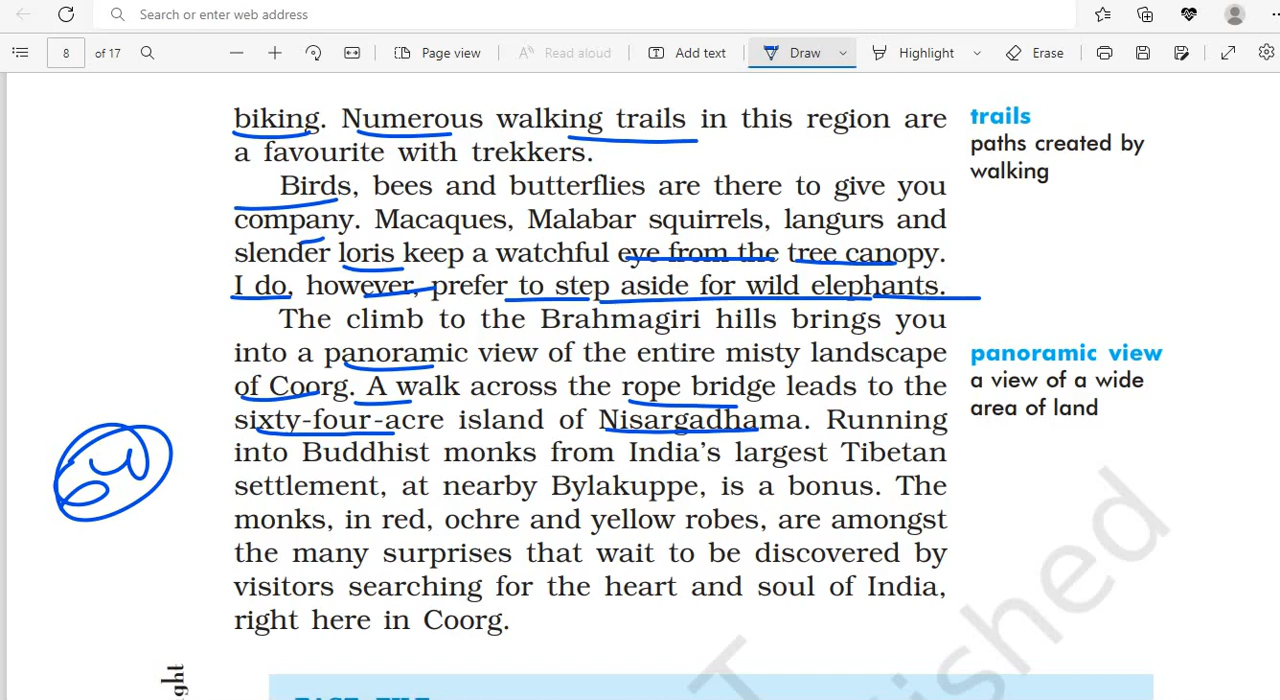 Search or enter web address
8 of 17 Page view Read aloud Add text Draw Highlight Erase
biking. Numerous walking trails in this region are
a favourite with trekkers.
trails
paths created by
walking
Birds, bees and butterflies are there to give you
company. Macaques, Malabar squirrels, langurs and
slender loris keep a watchful eye from the tree canopy.
I do, however, prefer to step aside for wild elephants.
The climb to the Brahmagiri hills brings you
into a panoramic view of the entire misty landscape
of Coorg. A walk across the rope bridge leads to the
sixty-four-acre island of Nisargadhama. Running
into Buddhist monks from India's largest Tibetan
settlement, at nearby Bylakuppe, is a bonus. The
monks, in red, ochre and yellow robes, are amongst
the many surprises that wait to be discovered by
visitors searching for the heart and soul of India,
right here in Coorg.
panoramic view
a view of a wide
area of land